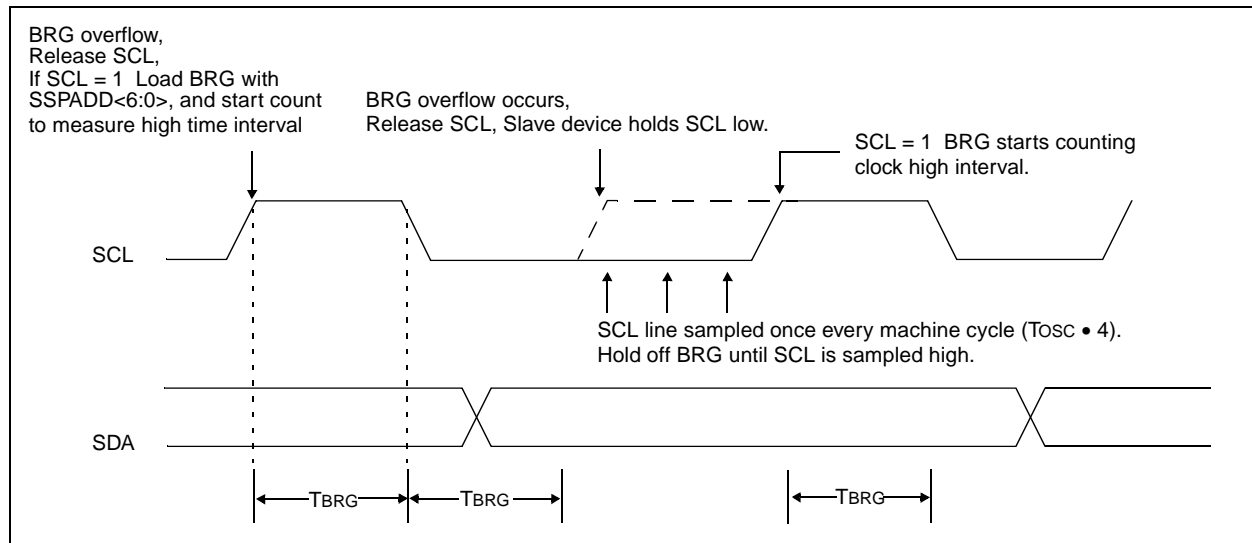 BRG overflow,
Release SCL,
If SCL = 1 Load BRG with
SSPADD<6:0>, and start count
to measure high time interval
BRG overflow occurs,
Release SCL, Slave device holds SCL low.
SCL = 1 BRG starts counting
clock high interval.
SCL
SCL line sampled once every machine cycle (TOSC • 4).
Hold off BRG until SCL is sampled high.
SDA
TBRG
TBRG
TBRG